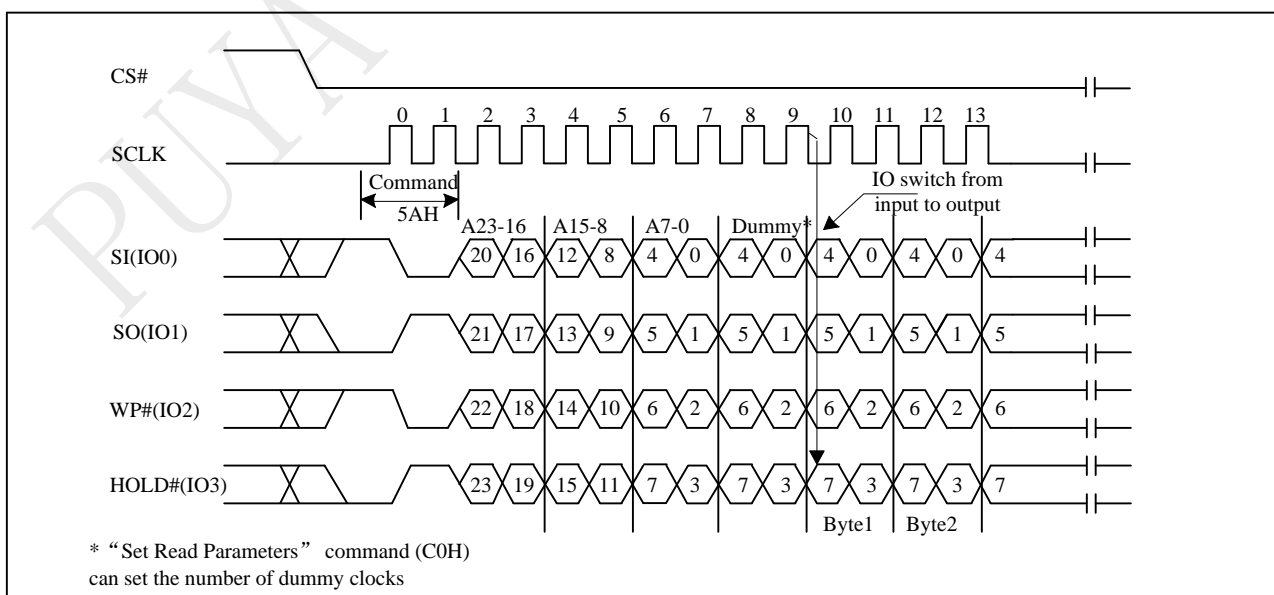 PUYA
CS#
0 1 2 3 4 5 6 7 8 9 10 11 12 13
SCLK
Command
5AH
IO switch from
input to output
A23-16 A15-8 A7-0 Dummy*
SI(IO0) 20 16 12 8 4 0 4 0 4 0 4 0 4
SO(IO1) 21 17 13 9 5 1 5 1 5 1 5 1 5
WP#(IO2) 22 18 14 10 6 2 6 2 6 2 6 2 6
HOLD#(IO3) 23 19 15 11 7 3 7 3 7 3 7 3 7
Byte1 Byte2
* “Set Read Parameters” command (C0H)
can set the number of dummy clocks